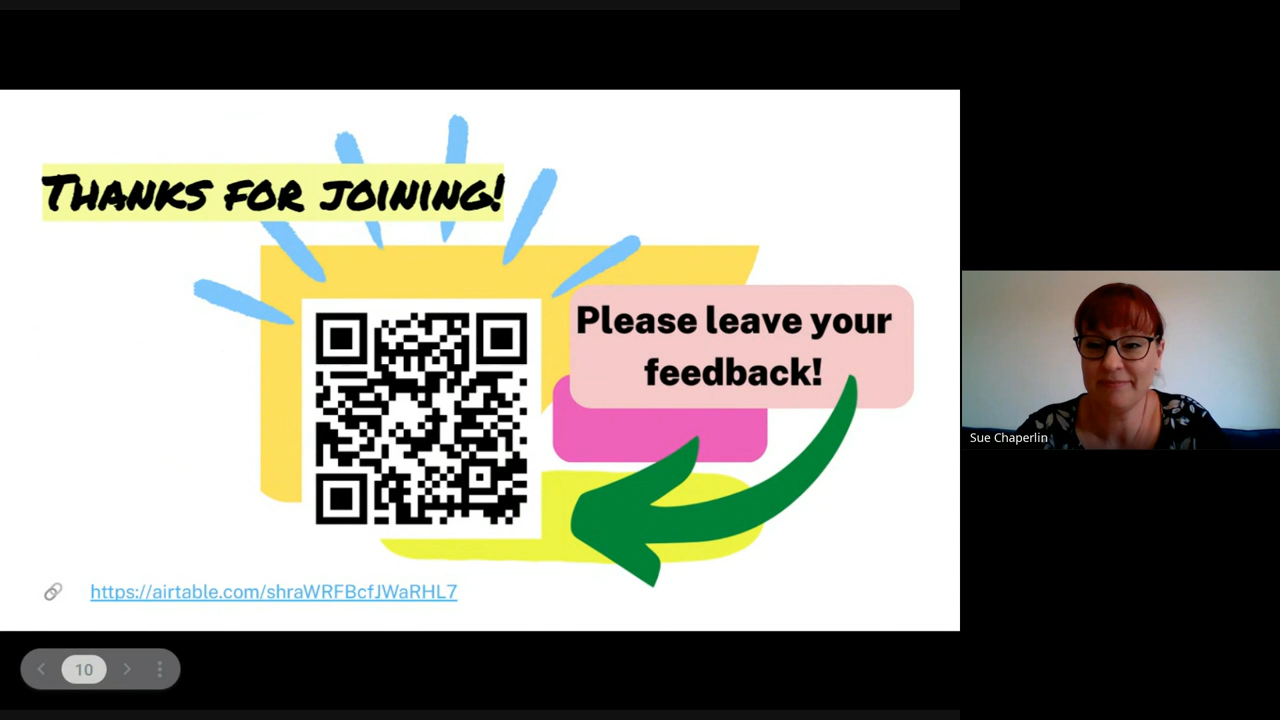 THANKS FOR JOINING!
Please leave your
feedback!
https://airtable.com/shraWRFBcfJWaRHL7
10
Sue Chaperlin